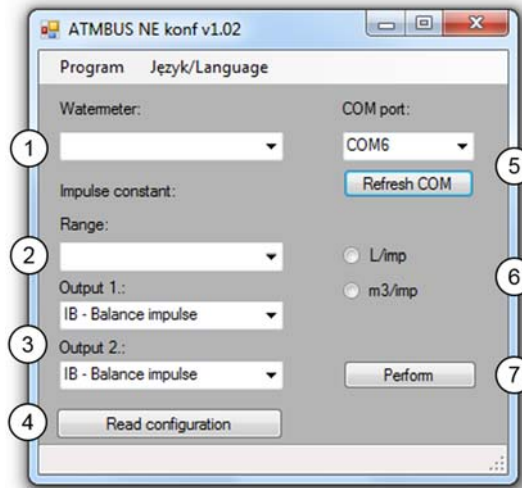 ATMBUS NE konf v1.02
Program Język/Language
Watermeter:
COM port:
1
COM6
5
Refresh COM
Impulse constant:
Range:
2
L/imp
6
m3/imp
Output 1.:
IB - Balance impulse
3
Output 2.:
IB - Balance impulse
Perform
7
4
Read configuration